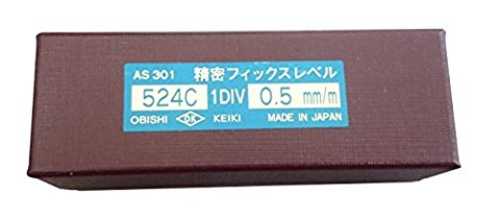 AS 301 精密フィックスレベル
524C 1DIV 0.5 mm/m
OBISHI OK KEIKI MADE IN JAPAN